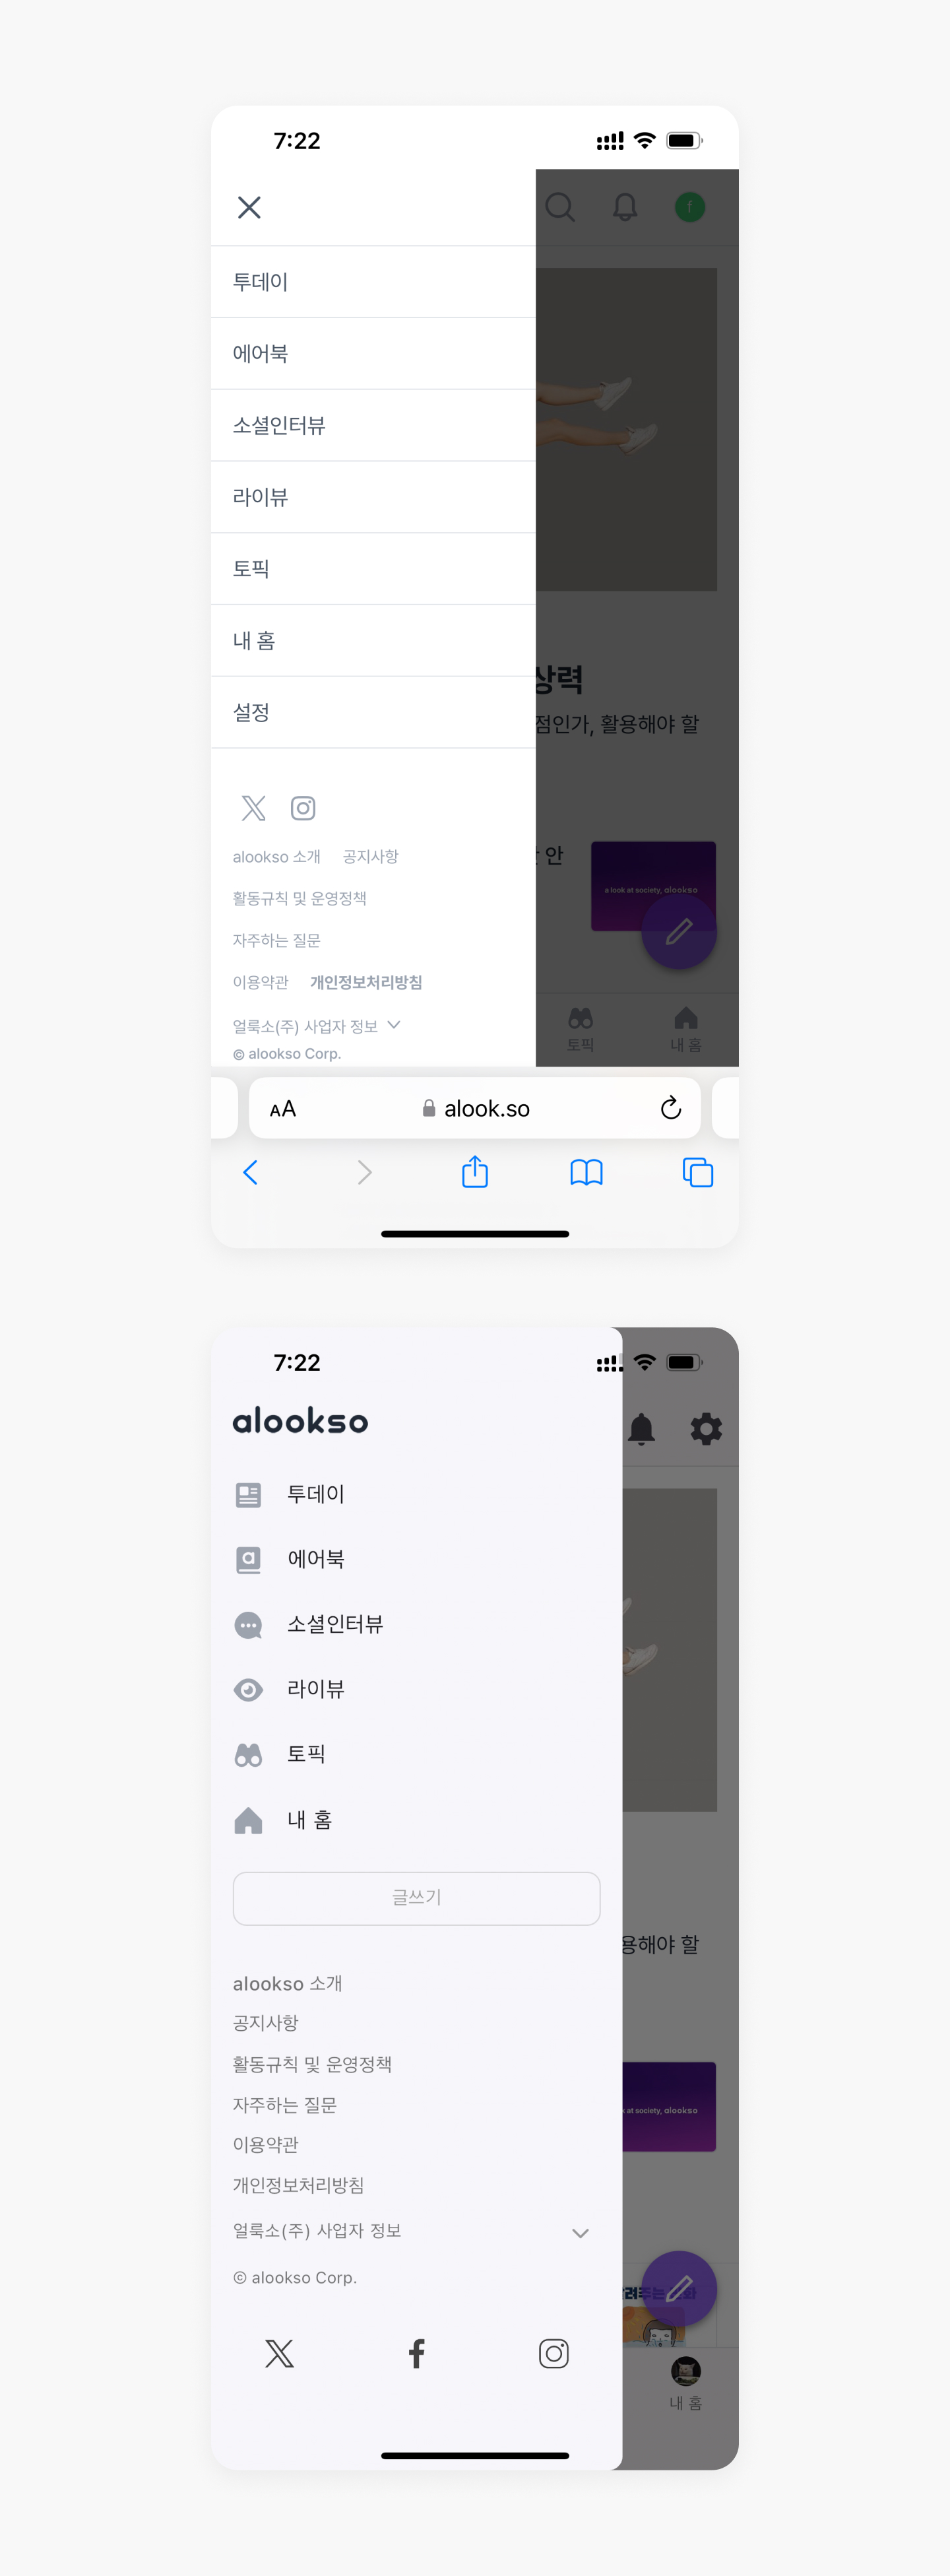 7:22
f
투데이
에어북
소셜인터뷰
라이뷰
토픽
내 홈
설정
상력
점인가, 활용해야 할
안
a look at society, alookso
alookso 소개 공지사항
활동규칙 및 운영정책
자주하는 질문
이용약관 개인정보처리방침
얼룩소(주) 사업자 정보
© alookso Corp.
토픽 내 홈
AA alook.so
7:22
alookso
투데이
에어북
소셜인터뷰
라이뷰
토픽
내 홈
글쓰기
용해야 할
alookso 소개
공지사항
활동규칙 및 운영정책
자주하는 질문
이용약관
개인정보처리방침
얼룩소(주) 사업자 정보
© alookso Corp.
k at society, alookso
내 홈